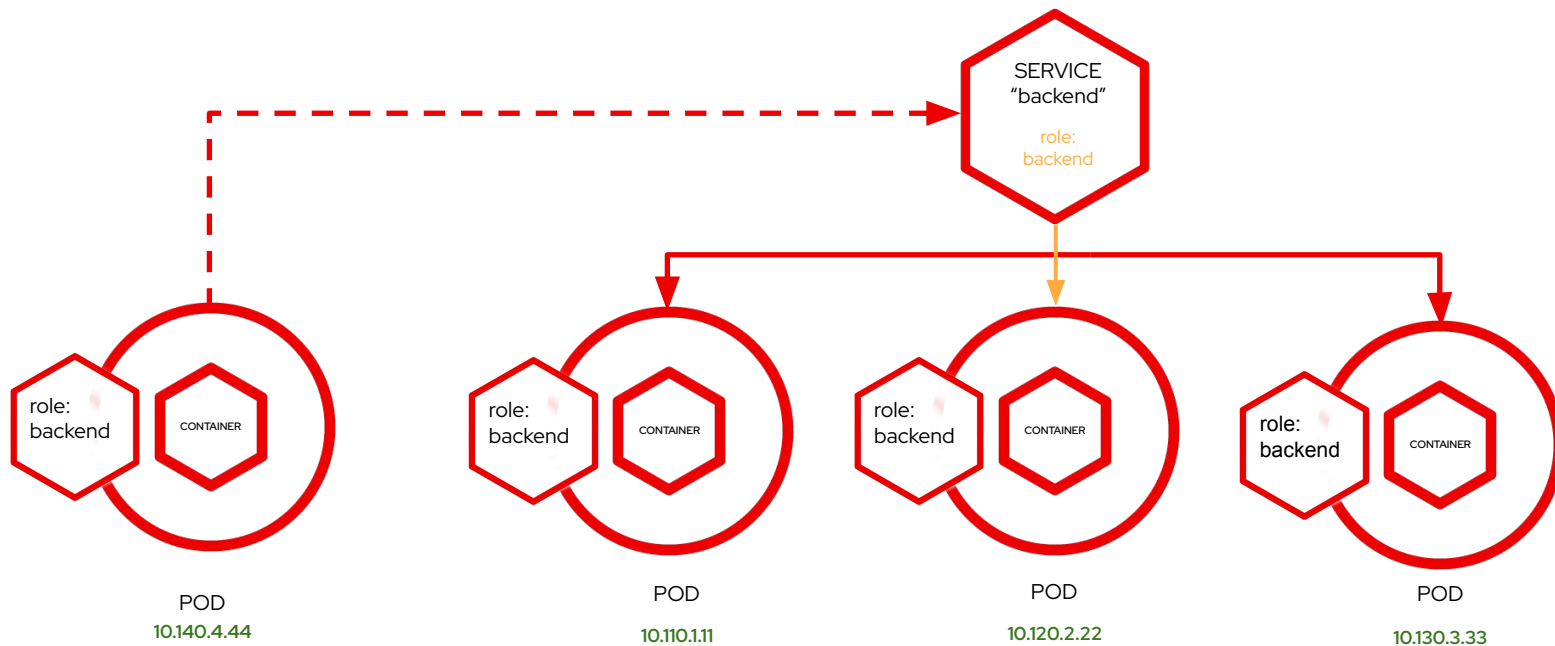 SERVICE
“backend”
role:
backend
role:
backend
CONTAINER
POD
10.140.4.44
role:
backend
CONTAINER
POD
10.110.1.11
role:
backend
CONTAINER
POD
10.120.2.22
role:
backend
CONTAINER
POD
10.130.3.33